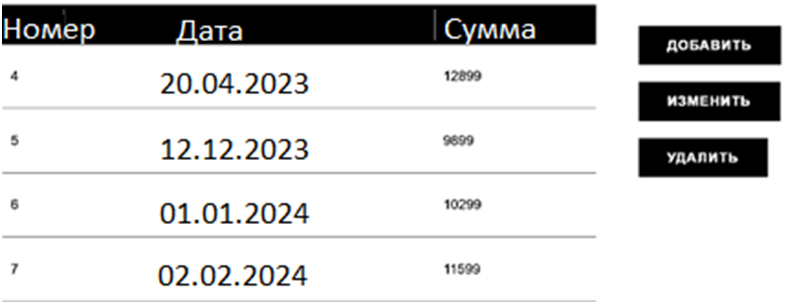 Номер Дата Сумма
4 20.04.2023 12899
5 12.12.2023 9899
6 01.01.2024 10299
7 02.02.2024 11599
ДОБАВИТЬ
ИЗМЕНИТЬ
УДАЛИТЬ